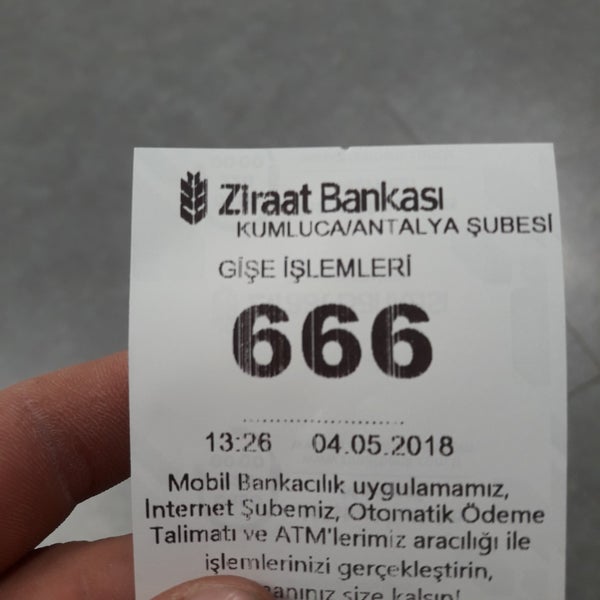 Ziraat Bankası
KUMLUCA/ANTALYA ŞUBESİ
GİŞE İŞLEMLERİ
666
13:26 04.05.2018
Mobil Bankacılık uygulamamız,
Internet Şubemiz, Otomatik Ödeme
Talimatı ve ATM'lerimiz aracılığı ile
işlemlerinizi gerçekleştirin,
size kalsın!